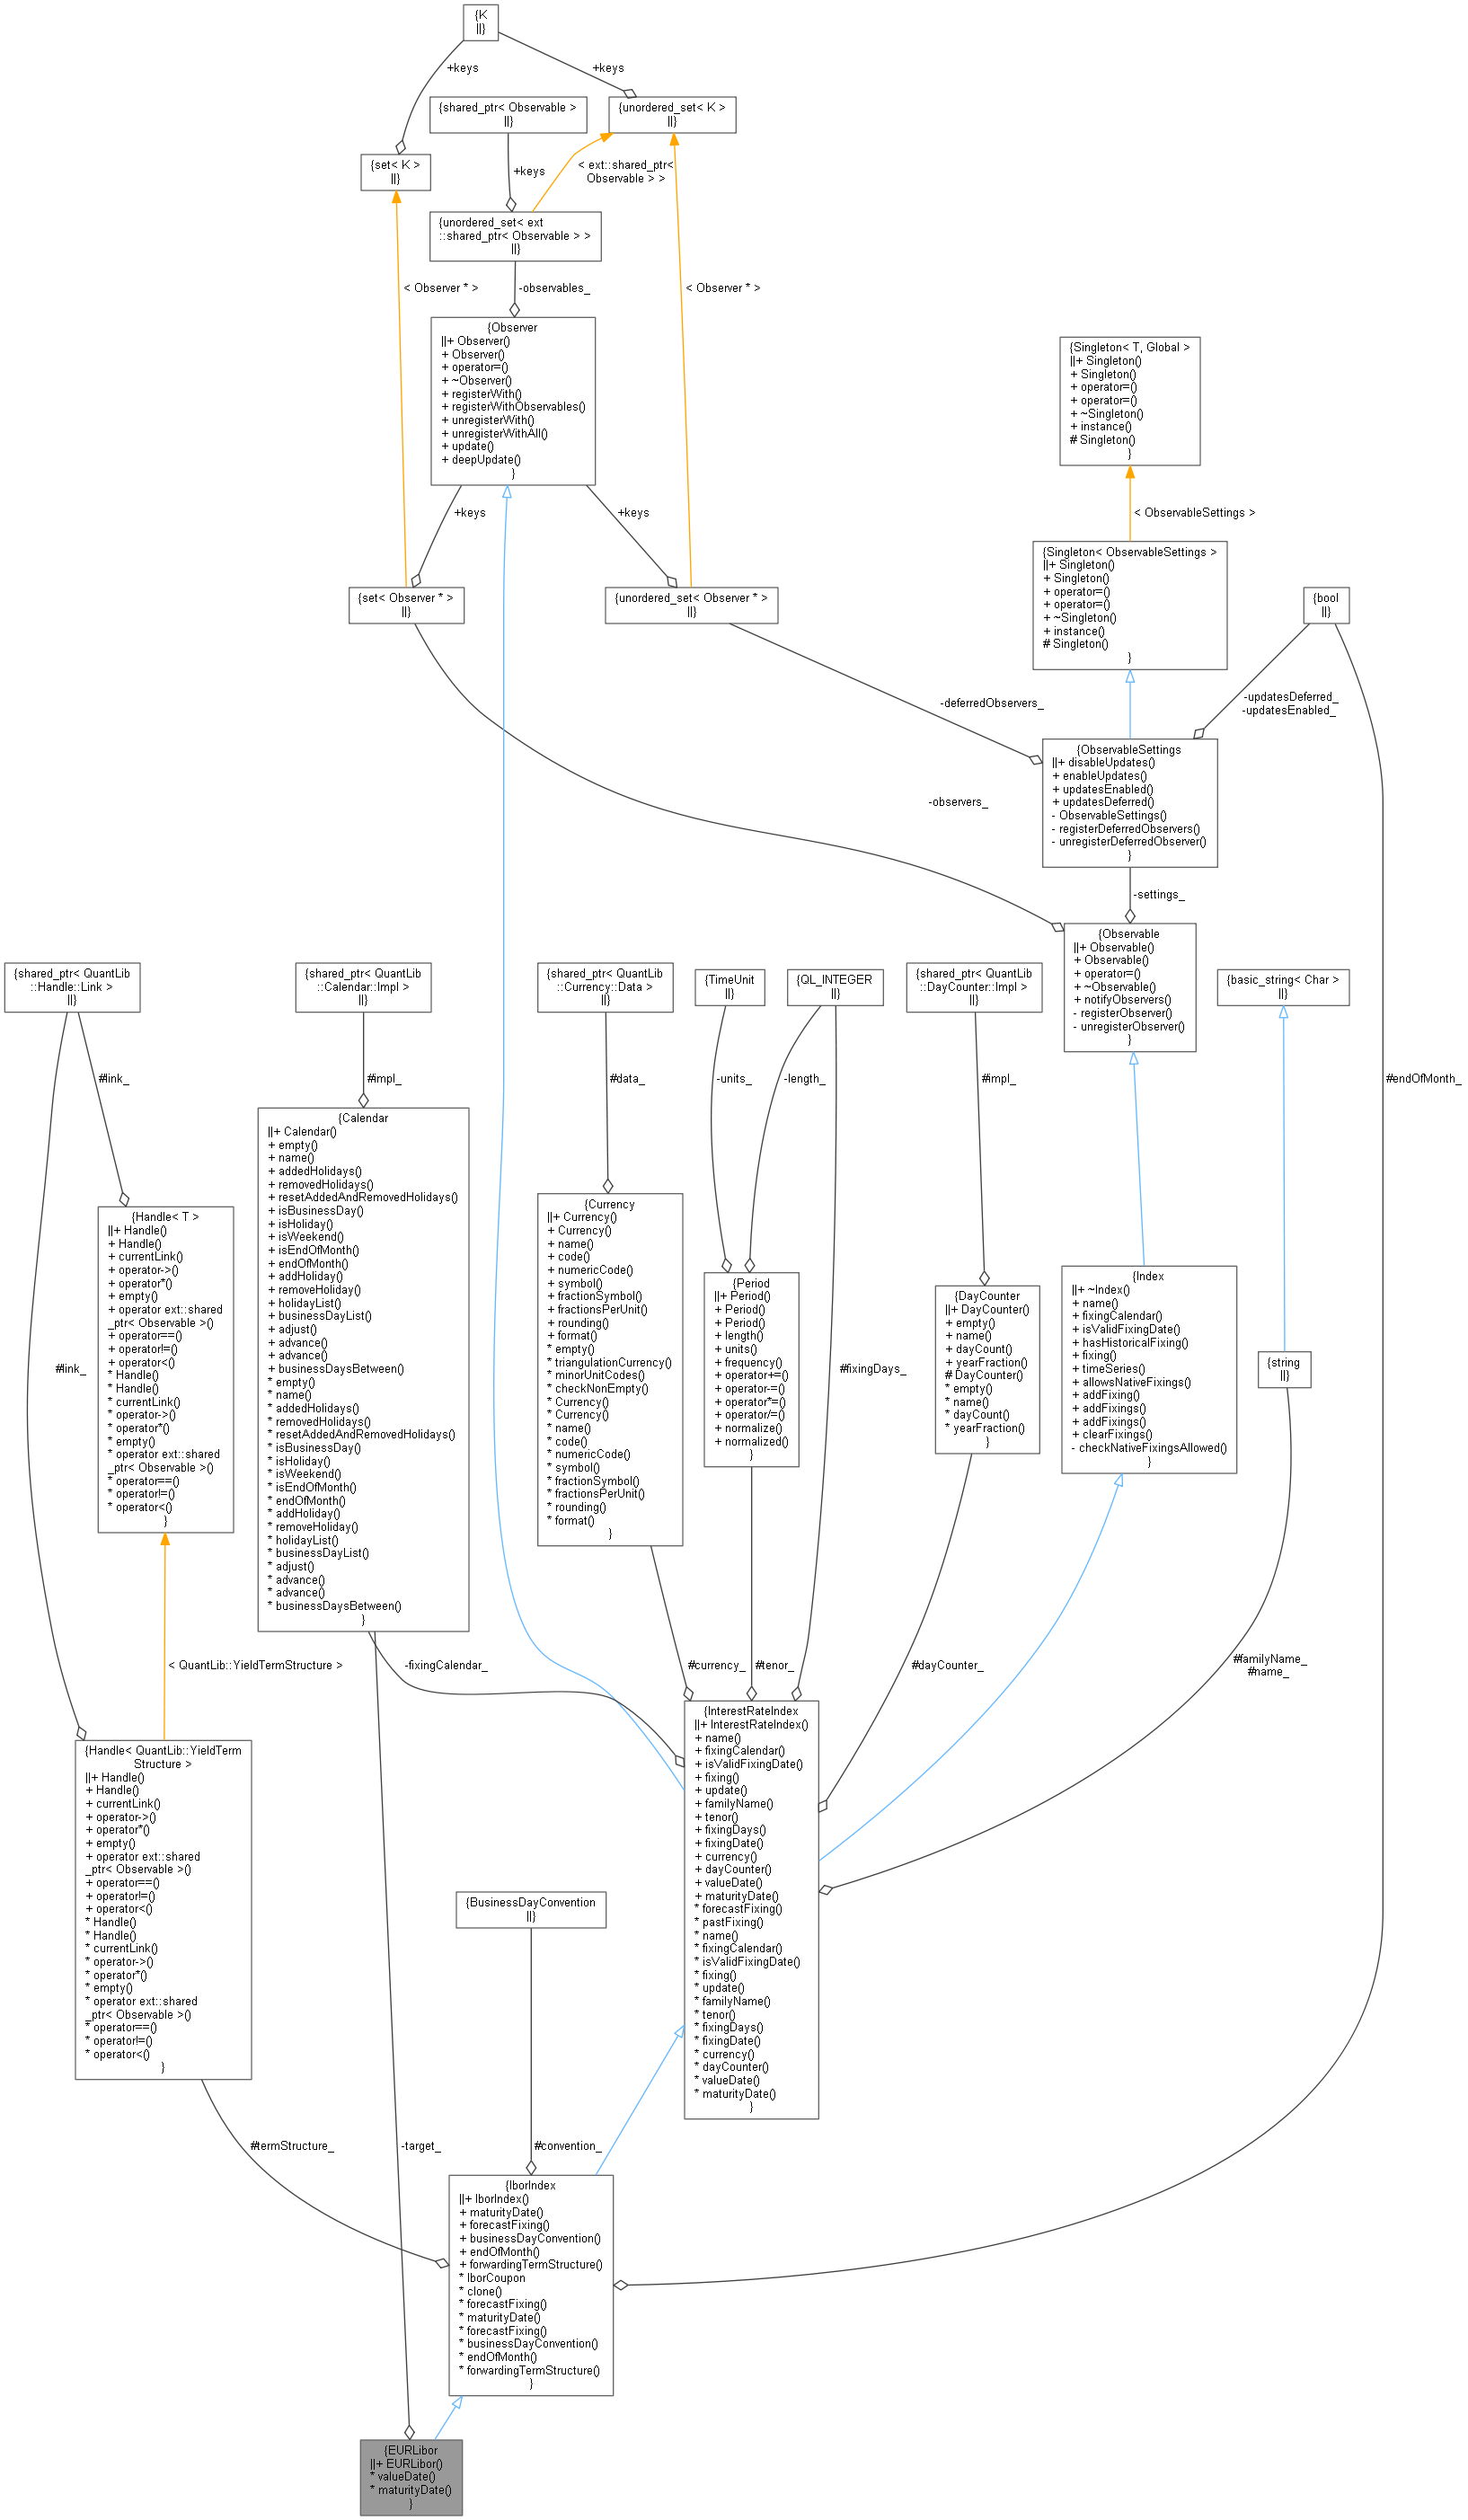 {K
||}
+keys
+keys
{shared_ptr< Observable >
||}
{unordered_set< K >
||}
{set< K >
||}
+keys
< ext::shared_ptr<
Observable > >
{unordered_set< ext
::shared_ptr< Observable > >
||}
< Observer * >
-observables_
< Observer * >
{Observer
||+ Observer()
+ Observer()
+ operator=()
+ ~Observer()
+ registerWith()
+ registerWithObservables()
+ unregisterWith()
+ unregisterWithAll()
+ update()
+ deepUpdate()
}
{Singleton< T, Global >
||+ Singleton()
+ Singleton()
+ operator=()
+ operator=()
+ ~Singleton()
+ instance()
# Singleton()
}
+keys
+keys
< ObservableSettings >
{Singleton< ObservableSettings >
||+ Singleton()
+ Singleton()
+ operator=()
+ operator=()
+ ~Singleton()
+ instance()
# Singleton()
}
{set< Observer * >
||}
{unordered_set< Observer * >
||}
{bool
||}
-deferredObservers_
-updatesDeferred_
-updatesEnabled_
{ObservableSettings
||+ disableUpdates()
+ enableUpdates()
+ updatesEnabled()
+ updatesDeferred()
- ObservableSettings()
- registerDeferredObservers()
- unregisterDeferredObserver()
}
-observers_
-settings_
{Observable
||+ Observable()
+ Observable()
+ operator=()
+ ~Observable()
+ notifyObservers()
- registerObserver()
- unregisterObserver()
}
{shared_ptr< QuantLib
::Handle::Link >
||}
{shared_ptr< QuantLib
::Calendar::Impl >
||}
{shared_ptr< QuantLib
::Currency::Data >
||}
{TimeUnit
||}
{QL_INTEGER
||}
{shared_ptr< QuantLib
::DayCounter::Impl >
||}
{basic_string< Char >
||}
#link_
#impl_
#data_
-units_
-length_
#impl_
#endOfMonth_
{Handle< T >
||+ Handle()
+ Handle()
+ currentLink()
+ operator->()
+ operator*()
+ empty()
+ operator ext::shared
_ptr< Observable >()
+ operator==()
+ operator!=()
+ operator<()
* Handle()
* Handle()
* currentLink()
* operator->()
* operator*()
* empty()
* operator ext::shared
_ptr< Observable >()
* operator==()
* operator!=()
* operator<()
}
{Calendar
||+ Calendar()
+ empty()
+ name()
+ addedHolidays()
+ removedHolidays()
+ resetAddedAndRemovedHolidays()
+ isBusinessDay()
+ isHoliday()
+ isWeekend()
+ isEndOfMonth()
+ endOfMonth()
+ addHoliday()
+ removeHoliday()
+ holidayList()
+ businessDayList()
+ adjust()
+ advance()
+ advance()
+ businessDaysBetween()
* empty()
* name()
* addedHolidays()
* removedHolidays()
* resetAddedAndRemovedHolidays()
* isBusinessDay()
* isHoliday()
* isWeekend()
* isEndOfMonth()
* endOfMonth()
* addHoliday()
* removeHoliday()
* holidayList()
* businessDayList()
* adjust()
* advance()
* advance()
* businessDaysBetween()
}
{Currency
||+ Currency()
+ Currency()
+ name()
+ code()
+ numericCode()
+ symbol()
+ fractionSymbol()
+ fractionsPerUnit()
+ rounding()
+ format()
* empty()
* triangulationCurrency()
* minorUnitCodes()
* checkNonEmpty()
* Currency()
* Currency()
* name()
* code()
* numericCode()
* symbol()
* fractionSymbol()
* fractionsPerUnit()
* rounding()
* format()
}
{Period
||+ Period()
+ Period()
+ Period()
+ length()
+ units()
+ frequency()
+ operator+=()
+ operator-=()
+ operator*=()
+ operator/=()
+ normalize()
+ normalized()
}
{DayCounter
||+ DayCounter()
+ empty()
+ name()
+ dayCount()
+ yearFraction()
# DayCounter()
* empty()
* name()
* dayCount()
* yearFraction()
}
{Index
||+ ~Index()
+ name()
+ fixingCalendar()
+ isValidFixingDate()
+ hasHistoricalFixing()
+ fixing()
+ timeSeries()
+ allowsNativeFixings()
+ addFixing()
+ addFixings()
+ addFixings()
+ clearFixings()
- checkNativeFixingsAllowed()
}
{string
||}
#link_
#fixingDays_
< QuantLib::YieldTermStructure >
-fixingCalendar_
#currency_
#tenor_
#dayCounter_
#familyName_
#name_
{Handle< QuantLib::YieldTerm
Structure >
||+ Handle()
+ Handle()
+ currentLink()
+ operator->()
+ operator*()
+ empty()
+ operator ext::shared
_ptr< Observable >()
+ operator==()
+ operator!=()
+ operator<()
* Handle()
* Handle()
* currentLink()
* operator->()
* operator*()
* empty()
* operator ext::shared
_ptr< Observable >()
* operator==()
* operator!=()
* operator<()
}
{InterestRateIndex
||+ InterestRateIndex()
+ name()
+ fixingCalendar()
+ isValidFixingDate()
+ fixing()
+ update()
+ familyName()
+ tenor()
+ fixingDays()
+ fixingDate()
+ currency()
+ dayCounter()
+ valueDate()
+ maturityDate()
* forecastFixing()
* pastFixing()
* name()
* fixingCalendar()
* isValidFixingDate()
* fixing()
* update()
* familyName()
* tenor()
* fixingDays()
* fixingDate()
* currency()
* dayCounter()
* valueDate()
* maturityDate()
}
{BusinessDayConvention
||}
#termStructure_
-target_
#convention_
{IborIndex
||+ IborIndex()
+ maturityDate()
+ forecastFixing()
+ businessDayConvention()
+ endOfMonth()
+ forwardingTermStructure()
* IborCoupon
* clone()
* forecastFixing()
* maturityDate()
* forecastFixing()
* businessDayConvention()
* endOfMonth()
* forwardingTermStructure()
}
{EURLibor
||+ EURLibor()
* valueDate()
* maturityDate()
}